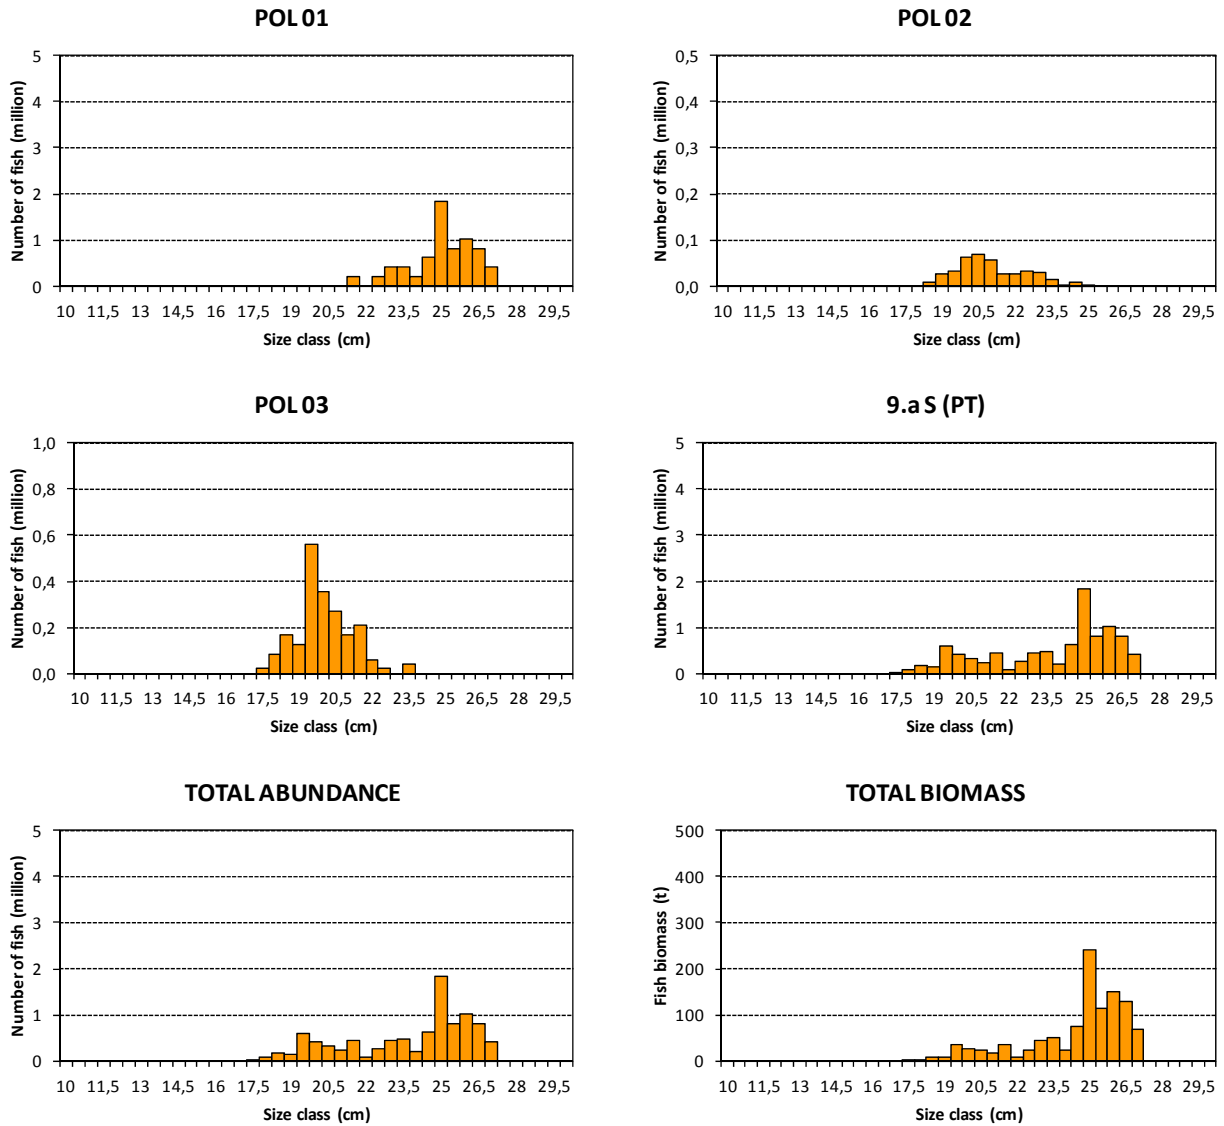 POL 01
Number of fish (million)
5
4
3
2
1
0
10 11,5 13 14,5 16 17,5 19 20,5 22 23,5 25 26,5 28 29,5
Size class (cm)
POL 02
Number of fish (million)
0,5
0,4
0,3
0,2
0,1
0,0
10 11,5 13 14,5 16 17,5 19 20,5 22 23,5 25 26,5 28 29,5
Size class (cm)
POL 03
Number of fish (million)
1,0
0,8
0,6
0,4
0,2
0,0
10 11,5 13 14,5 16 17,5 19 20,5 22 23,5 25 26,5 28 29,5
Size class (cm)
9.a S (PT)
Number of fish (million)
5
4
3
2
1
0
10 11,5 13 14,5 16 17,5 19 20,5 22 23,5 25 26,5 28 29,5
Size class (cm)
TOTAL ABUNDANCE
Number of fish (million)
5
4
3
2
1
0
10 11,5 13 14,5 16 17,5 19 20,5 22 23,5 25 26,5 28 29,5
Size class (cm)
TOTAL BIOMASS
Fish biomass (t)
500
400
300
200
100
0
10 11,5 13 14,5 16 17,5 19 20,5 22 23,5 25 26,5 28 29,5
Size class (cm)